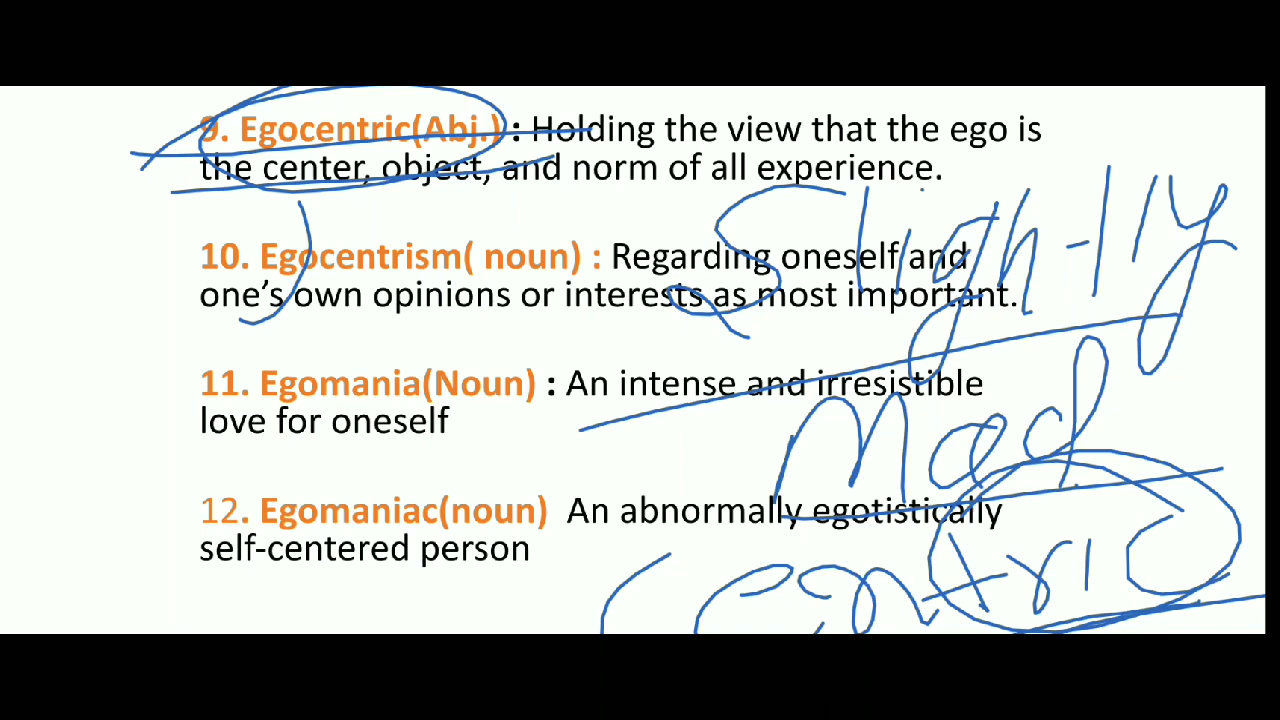 9. Egocentric(Abj.) : Holding the view that the ego is
the center, object, and norm of all experience.
10. Egocentrism( noun) : Regarding oneself and
one's own opinions or interests as most important.
11. Egomania(Noun) : An intense and irresistible
love for oneself
12. Egomaniac(noun) An abnormally egotistically
self-centered person
Slightly
Mad
centric